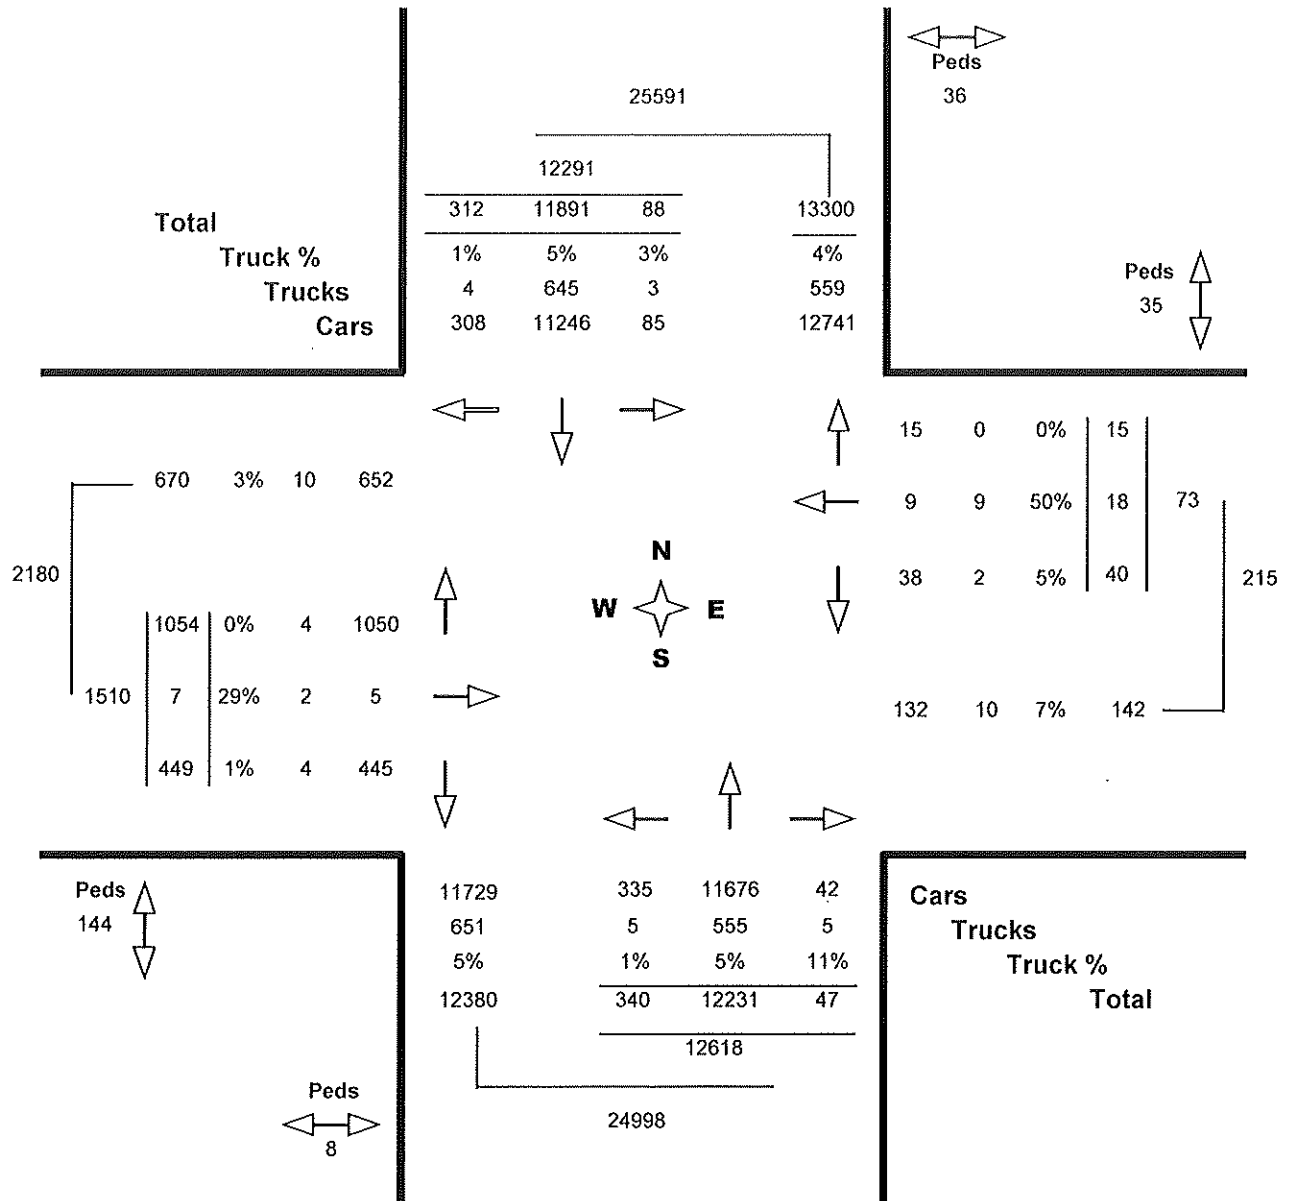 Peds
36
25591
12291
312 11891 88 13300
Total
Truck % 1% 5% 3% 4%
Trucks 4 645 3 559
Cars 308 11246 85 12741
Peds
35
15 0 0% 15
670 3% 10 652
9 9 50% 18 73
N
2180
38 2 5% 40 215
W E
S
1054 0% 4 1050
1510 7 29% 2 5
132 10 7% 142
449 1% 4 445
Peds
144
11729 335 11676 42 Cars
651 5 555 5 Trucks
5% 1% 5% 11% Truck %
12380 340 12231 47 Total
12618
Peds
8
24998